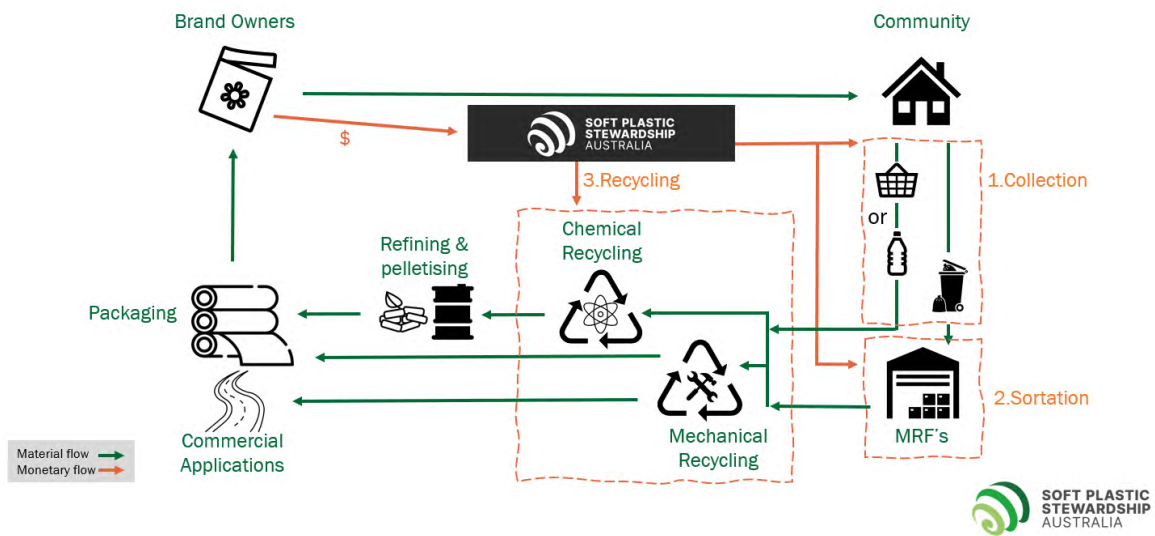 Brand Owners
Community
$
SOFT PLASTIC
STEWARDSHIP
AUSTRALIA
3.Recycling
1.Collection
or
Chemical
Recycling
Refining &
pelletising
Packaging
2.Sortation
MRF's
Mechanical
Recycling
Commercial
Applications
Material flow
Monetary flow
SOFT PLASTIC
STEWARDSHIP
AUSTRALIA